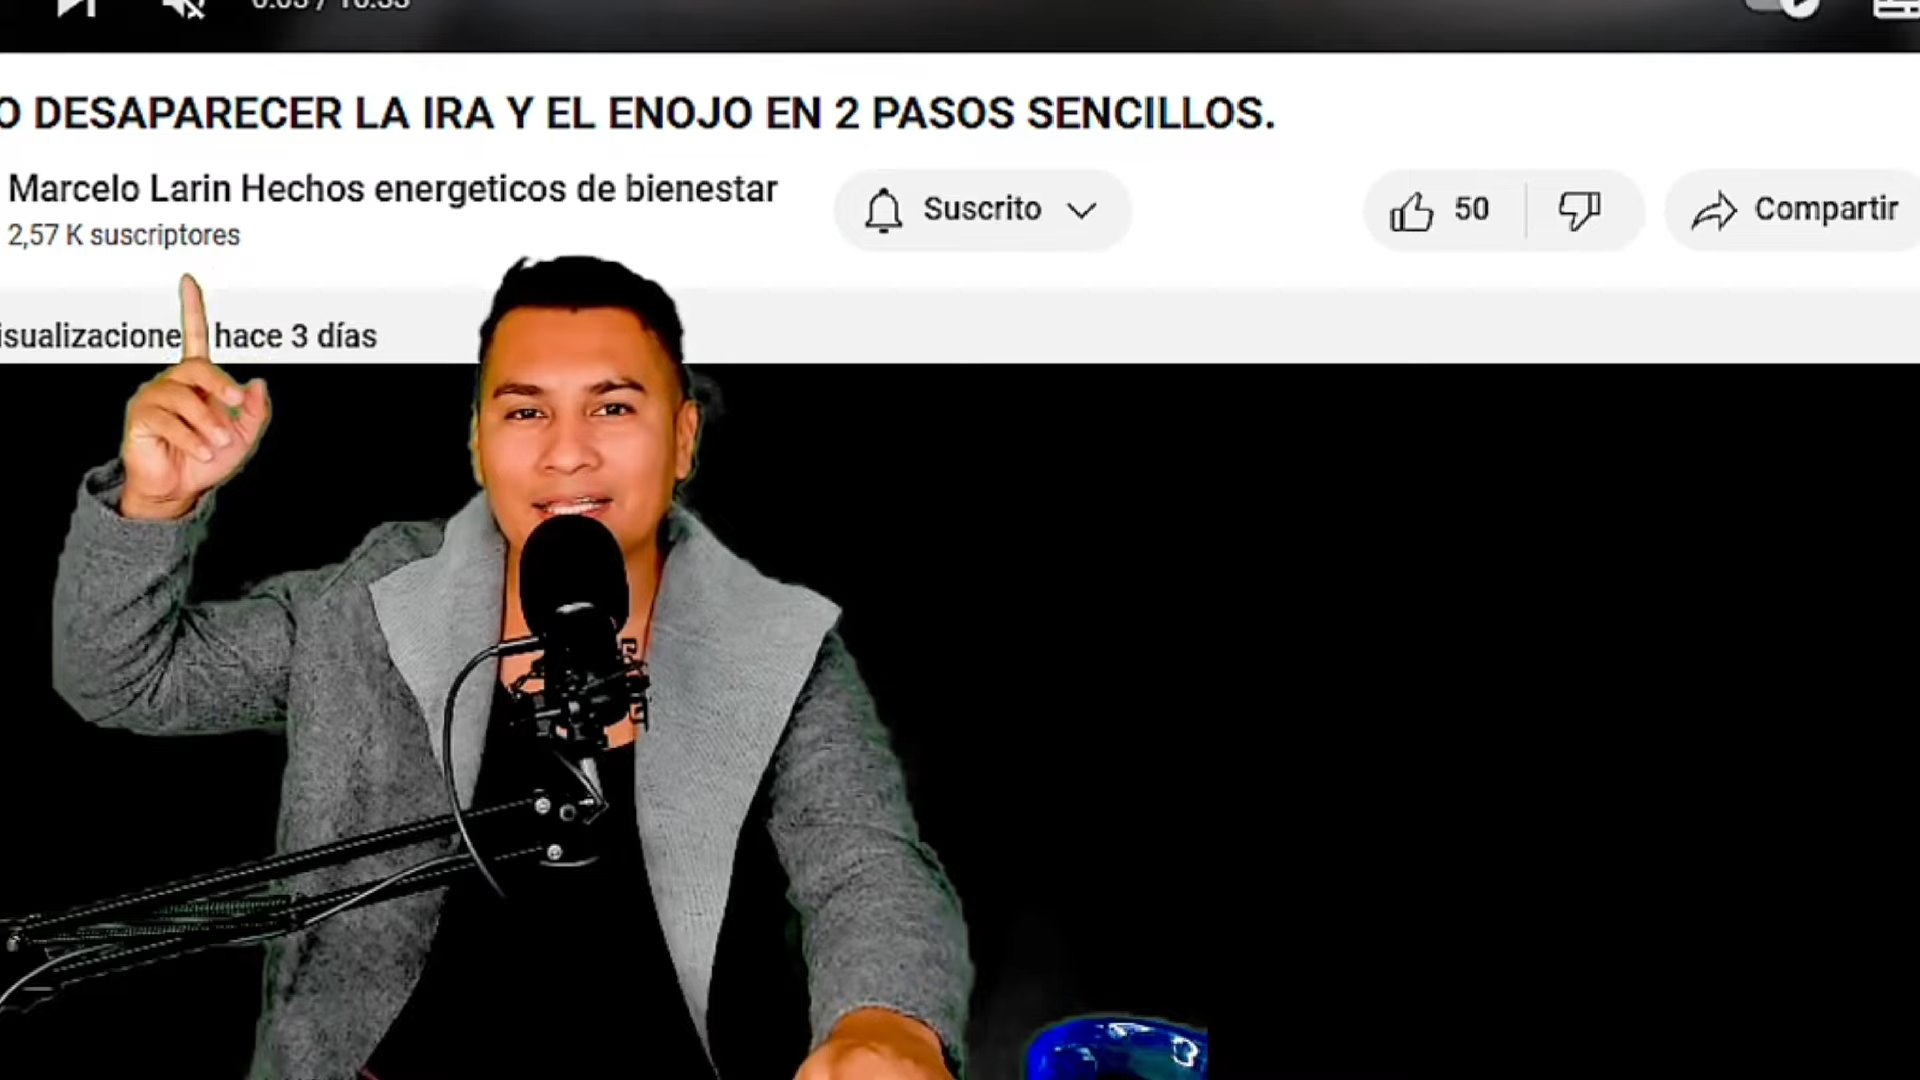 O DESAPARECER LA IRA Y EL ENOJO EN 2 PASOS SENCILLOS.
Marcelo Larin Hechos energeticos de bienestar
2,57 K suscriptores
Suscrito
50
Compartir
isualizacione hace 3 días